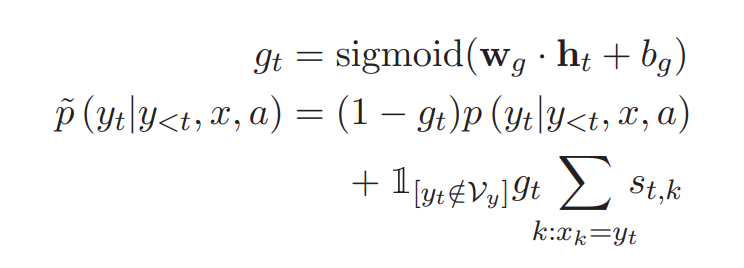 g_t = sigmoid(𝐰_g · 𝐡_t + b_g)
p̃ (y_t|y_{<t}, x, a) = (1 − g_t)p (y_t|y_{<t}, x, a)
+ 𝟙_{[y_t∉𝒱_y]} g_t ∑_{k:x_k=y_t} s_{t,k}